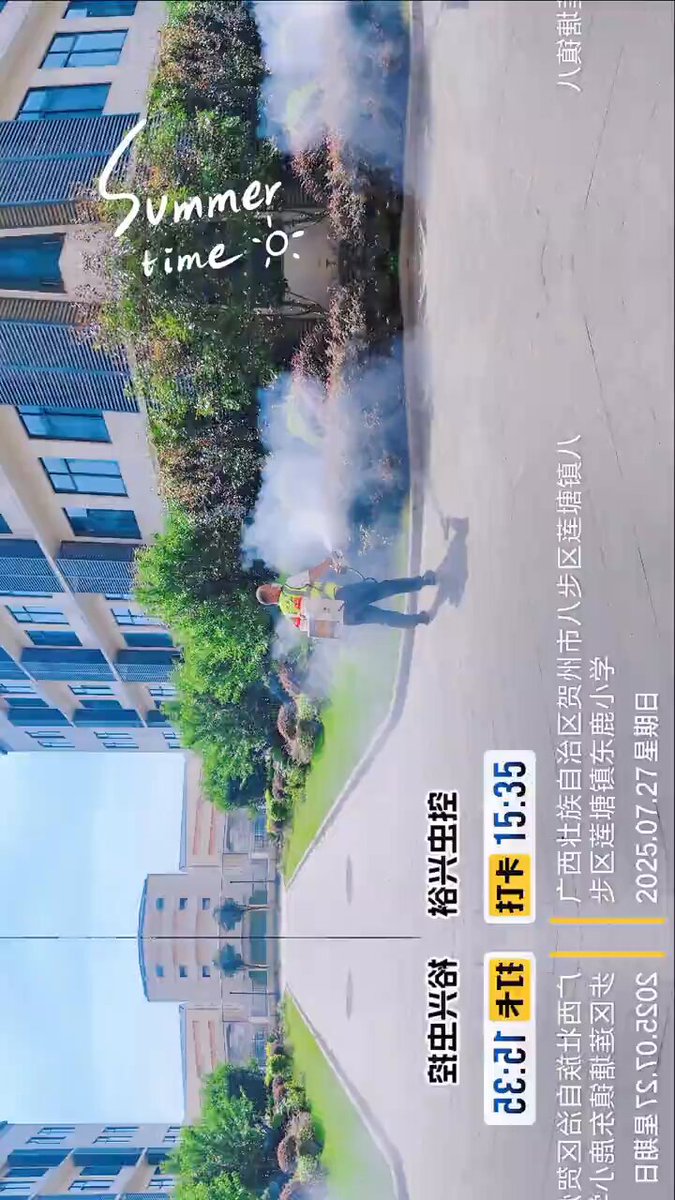 Summer
time
裕兴虫控
打卡 15:35
广西壮族自治区贺州市八步区莲塘镇八
步区莲塘镇东鹿小学
2025.07.27 星期日